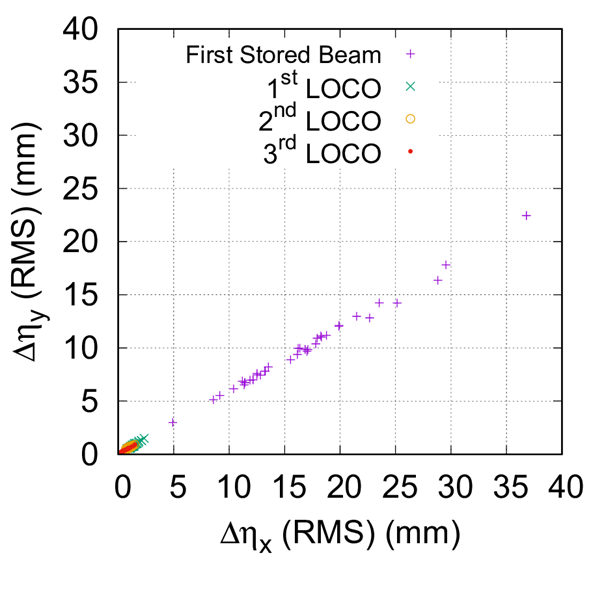 40
35
30
25
20
15
10
5
0
Δηy (RMS) (mm)
First Stored Beam
1st LOCO
2nd LOCO
3rd LOCO
0 5 10 15 20 25 30 35 40
Δηx (RMS) (mm)